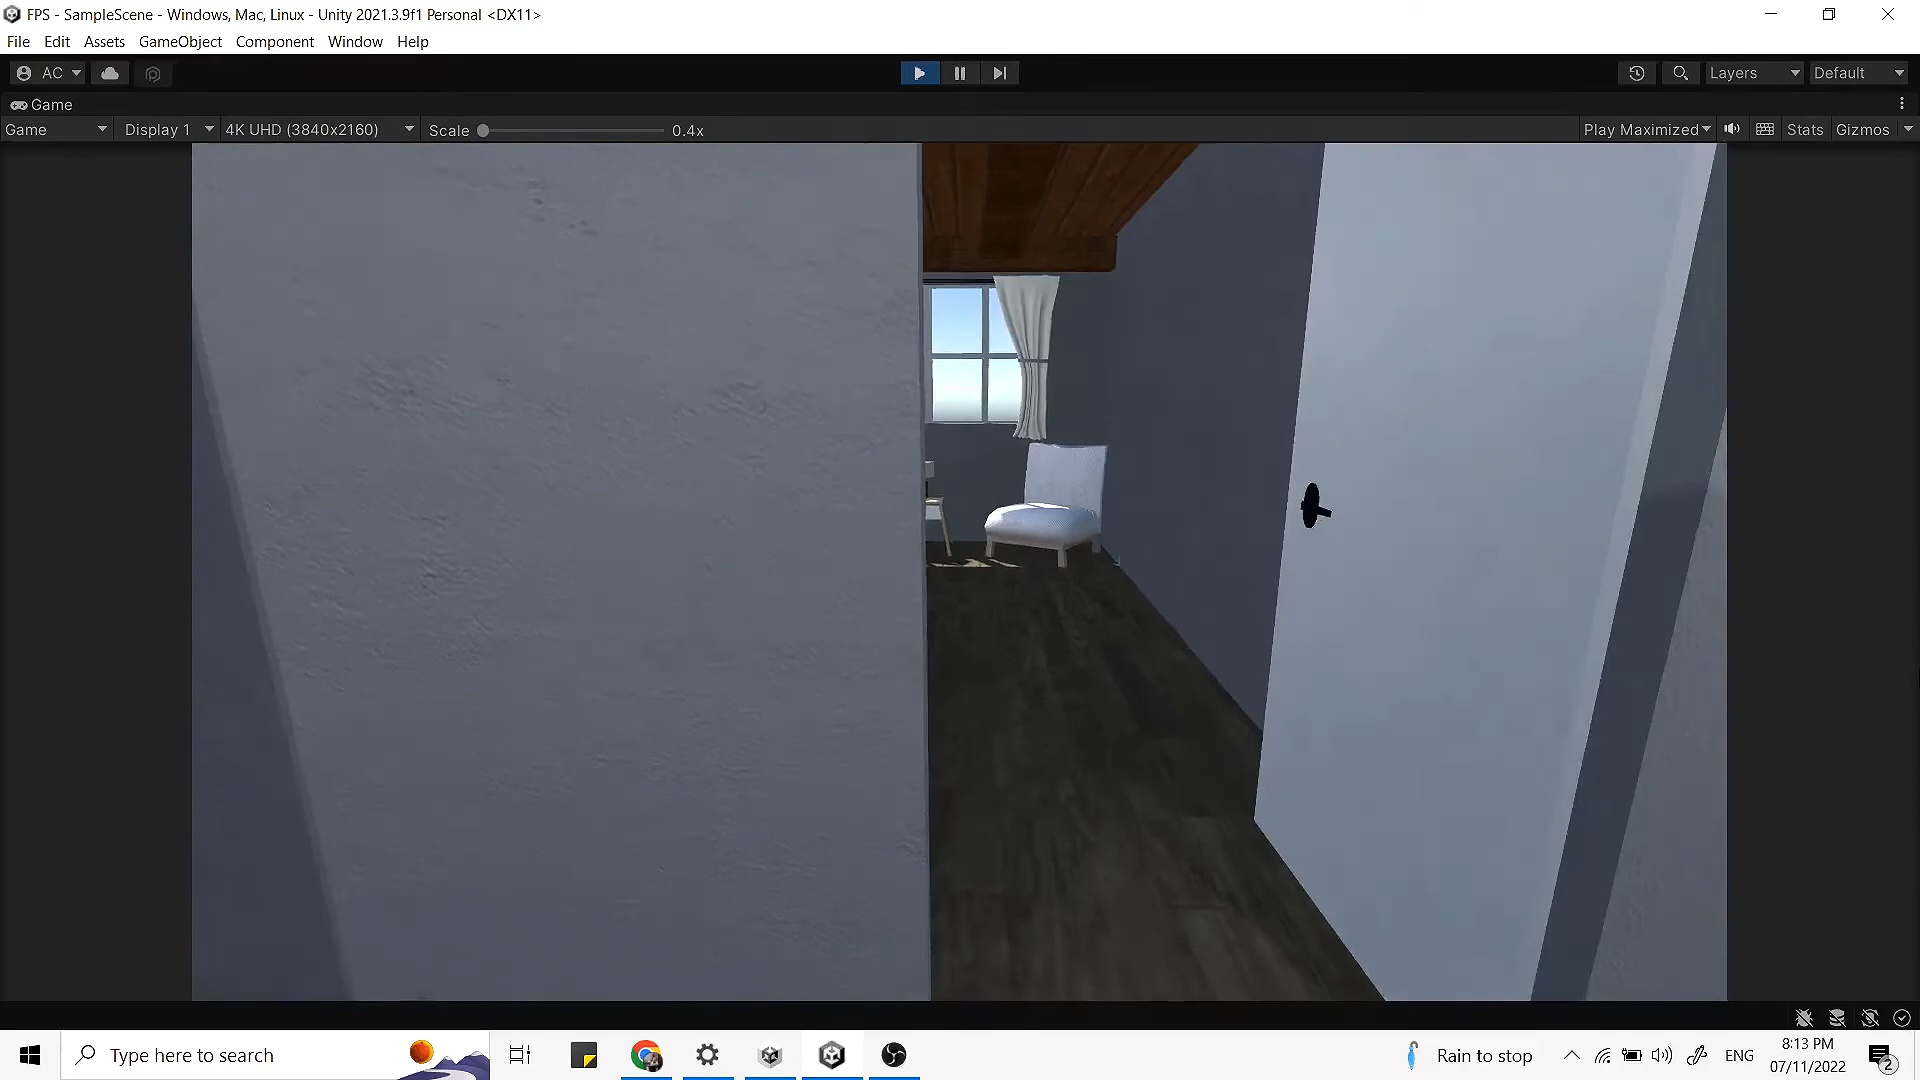 FPS - SampleScene - Windows, Mac, Linux - Unity 2021.3.9f1 Personal <DX11>
File Edit Assets GameObject Component Window Help
AC Layers Default
Game
Game Display 1 4K UHD (3840x2160) Scale 0.4x Play Maximized Stats Gizmos
Type here to search Rain to stop ENG 8:13 PM
07/11/2022 2